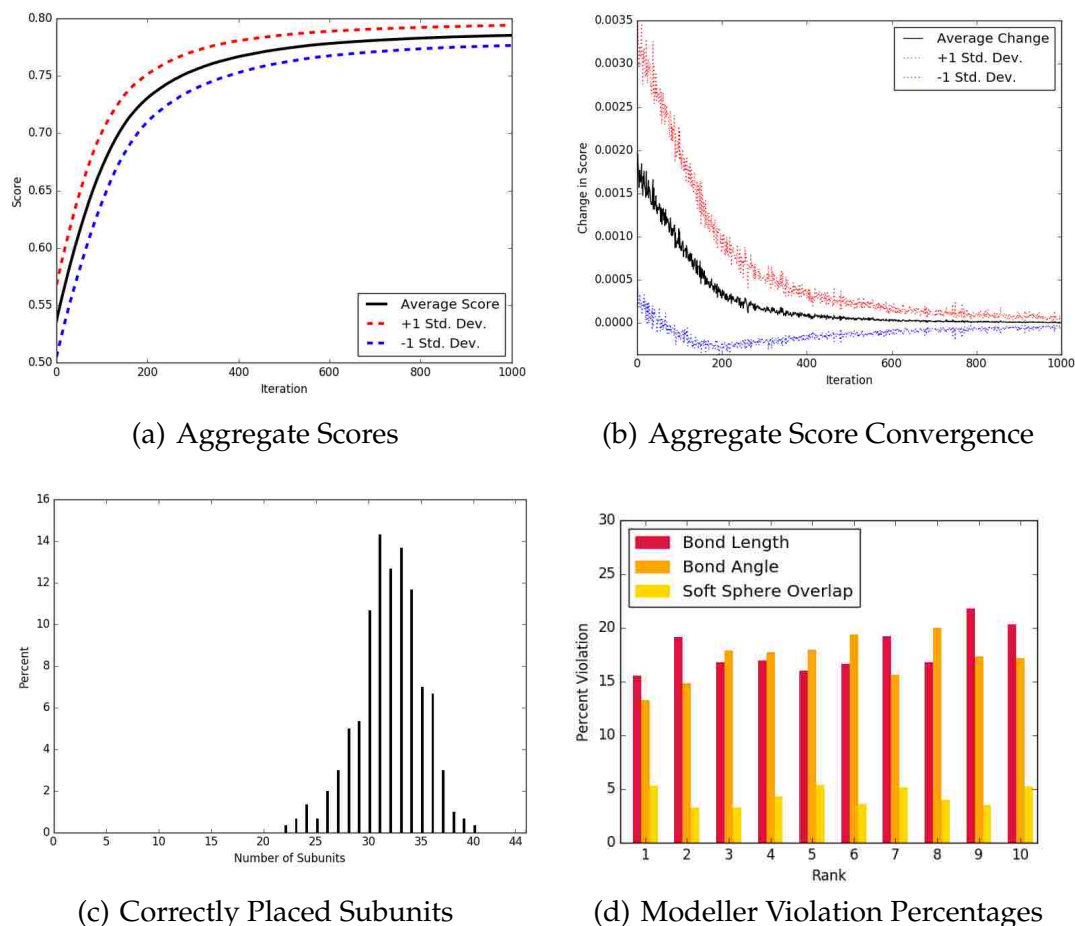 0.80
0.75
0.70
0.65
0.60
0.55
0.50
Score
Average Score
+1 Std. Dev.
-1 Std. Dev.
0 200 400 600 800 1000
Iteration
(a) Aggregate Scores
0.0035
0.0030
0.0025
0.0020
0.0015
0.0010
0.0005
0.0000
Change in Score
Average Change
+1 Std. Dev.
-1 Std. Dev.
0 200 400 600 800 1000
Iteration
(b) Aggregate Score Convergence
16
14
12
10
8
6
4
2
0
Percent
0 5 10 15 20 25 30 35 40 44
Number of Subunits
(c) Correctly Placed Subunits
30
25
20
15
10
5
0
Percent Violation
Bond Length
Bond Angle
Soft Sphere Overlap
1 2 3 4 5 6 7 8 9 10
Rank
(d) Modeller Violation Percentages